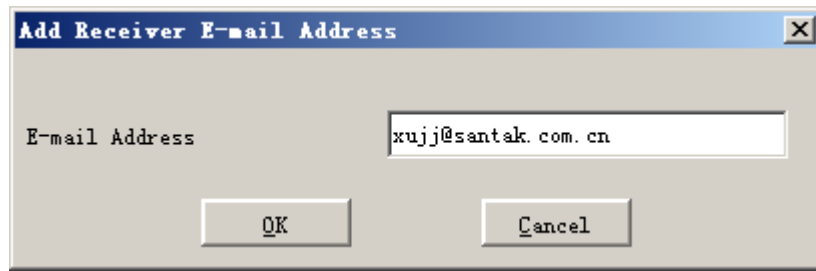 Add Receiver E-mail Address
E-mail Address
xujj@santak.com.cn
OK
Cancel